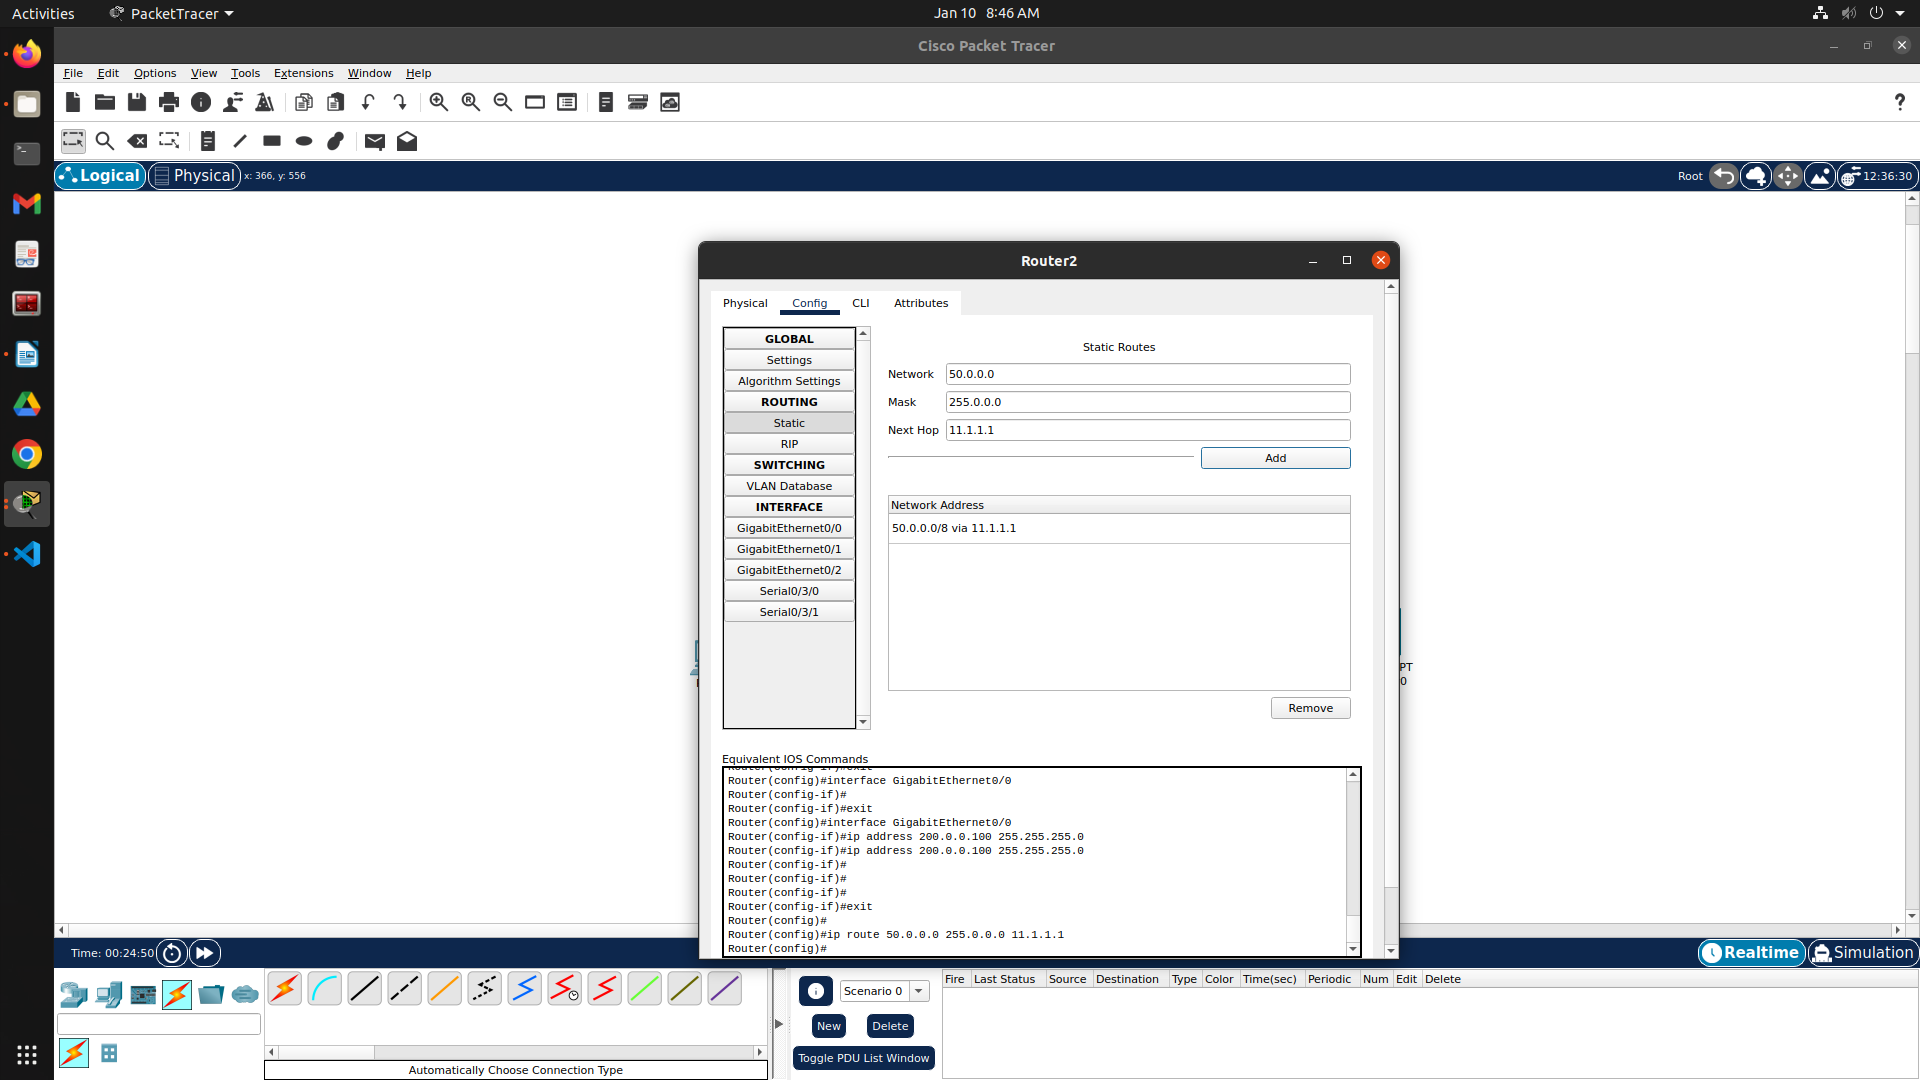 Activities
PacketTracer
Jan 10 8:46 AM
Cisco Packet Tracer
File Edit Options View Tools Extensions Window Help
?
Logical
Physical
x: 366, y: 556
Root
12:36:30
Router2
Physical Config CLI Attributes
GLOBAL
Settings
Algorithm Settings
ROUTING
Static
RIP
SWITCHING
VLAN Database
INTERFACE
GigabitEthernet0/0
GigabitEthernet0/1
GigabitEthernet0/2
Serial0/3/0
Serial0/3/1
Static Routes
Network 50.0.0.0
Mask 255.0.0.0
Next Hop 11.1.1.1
Add
Network Address
50.0.0.0/8 via 11.1.1.1
Remove
PT
0
Equivalent IOS Commands
Router(config-if)#exit
Router(config)#interface GigabitEthernet0/0
Router(config-if)#
Router(config-if)#exit
Router(config)#interface GigabitEthernet0/0
Router(config-if)#ip address 200.0.0.100 255.255.255.0
Router(config-if)#ip address 200.0.0.100 255.255.255.0
Router(config-if)#
Router(config-if)#
Router(config-if)#
Router(config-if)#exit
Router(config)#
Router(config)#ip route 50.0.0.0 255.0.0.0 11.1.1.1
Router(config)#
Time: 00:24:50
Realtime
Simulation
Automatically Choose Connection Type
Scenario 0
New
Delete
Toggle PDU List Window
Fire Last Status Source Destination Type Color Time(sec) Periodic Num Edit Delete